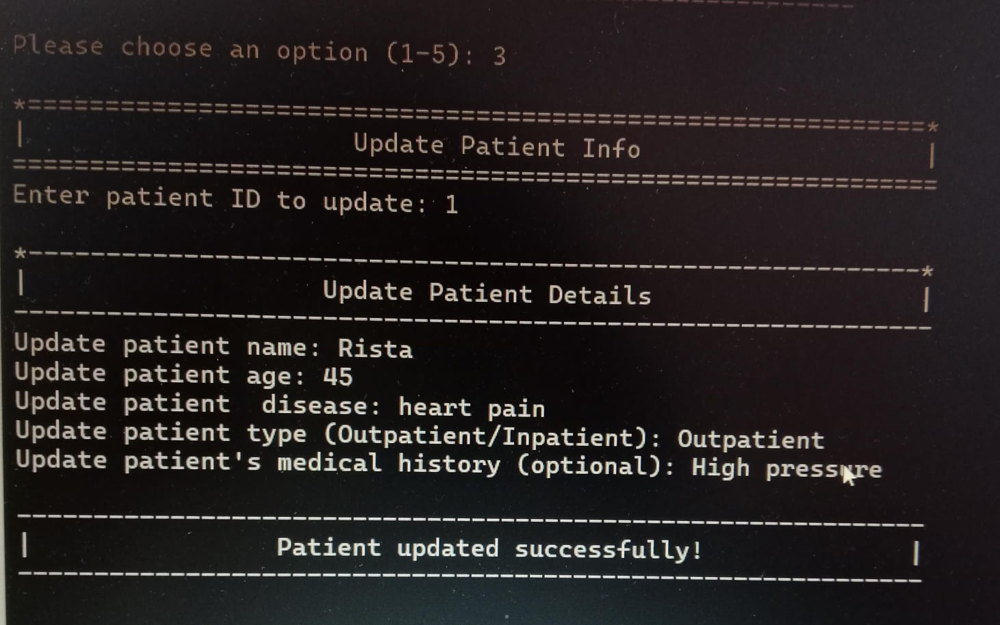 Please choose an option (1-5): 3
*===========================================================*
| Update Patient Info |
============================================================
Enter patient ID to update: 1
*----------------------------------------------------------*
| Update Patient Details |
------------------------------------------------------------
Update patient name: Rista
Update patient age: 45
Update patient  disease: heart pain
Update patient type (Outpatient/Inpatient): Outpatient
Update patient's medical history (optional): High pressure
------------------------------------------------------------
| Patient updated successfully! |
------------------------------------------------------------